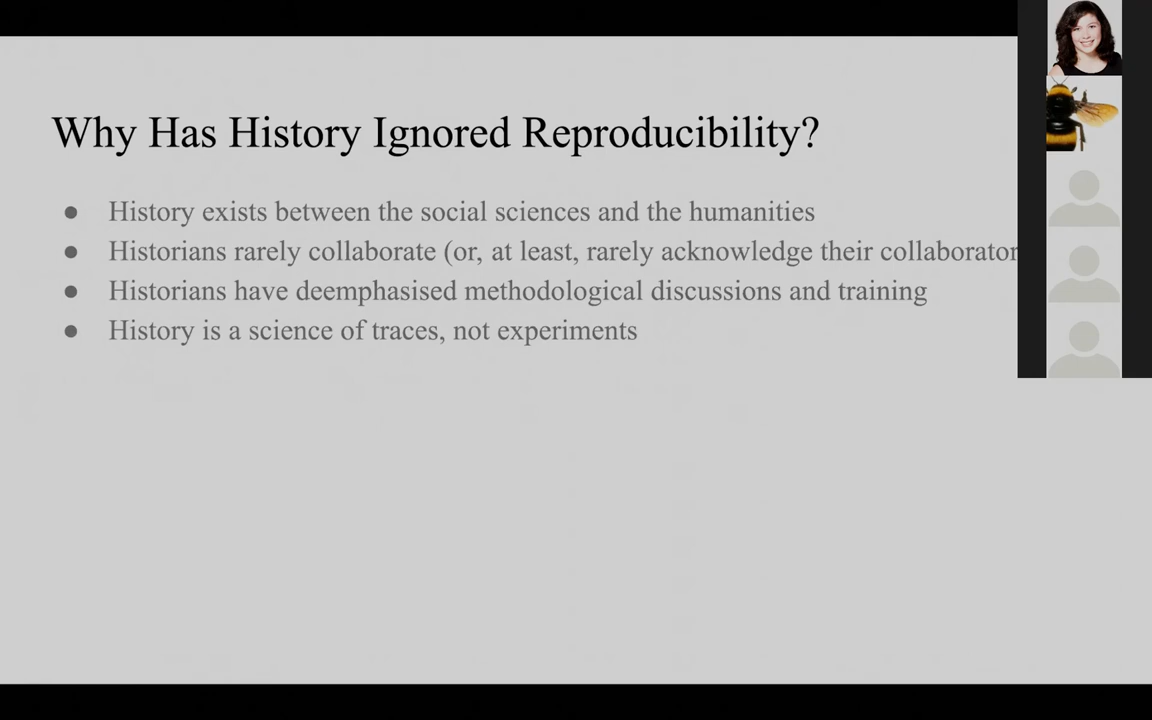 Why Has History Ignored Reproducibility?
● History exists between the social sciences and the humanities
● Historians rarely collaborate (or, at least, rarely acknowledge their collaborator
● Historians have deemphasised methodological discussions and training
● History is a science of traces, not experiments